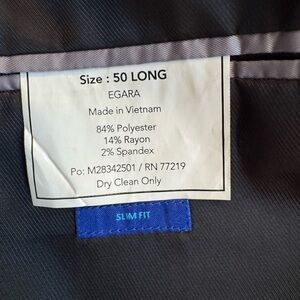 Size : 50 LONG
EGARA
Made in Vietnam
84% Polyester
14% Rayon
2% Spandex
Po: M28342501 / RN 77219
Dry Clean Only
SLIM FIT